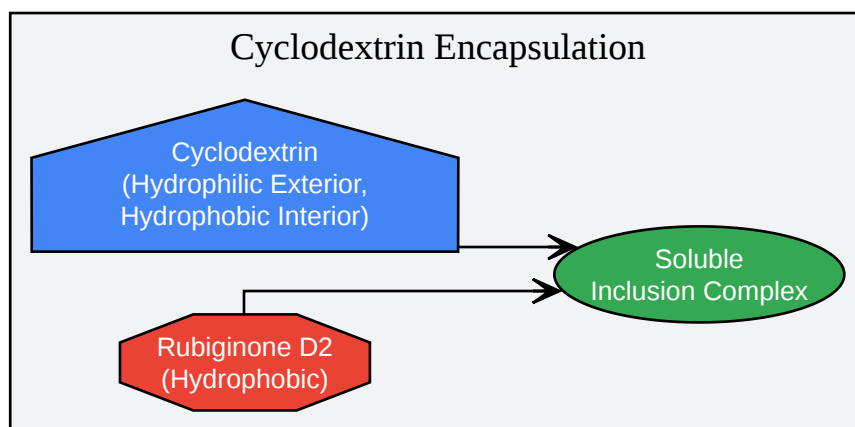 Cyclodextrin Encapsulation
Cyclodextrin
(Hydrophilic Exterior,
Hydrophobic Interior)
Soluble
Inclusion Complex
Rubiginone D2
(Hydrophobic)